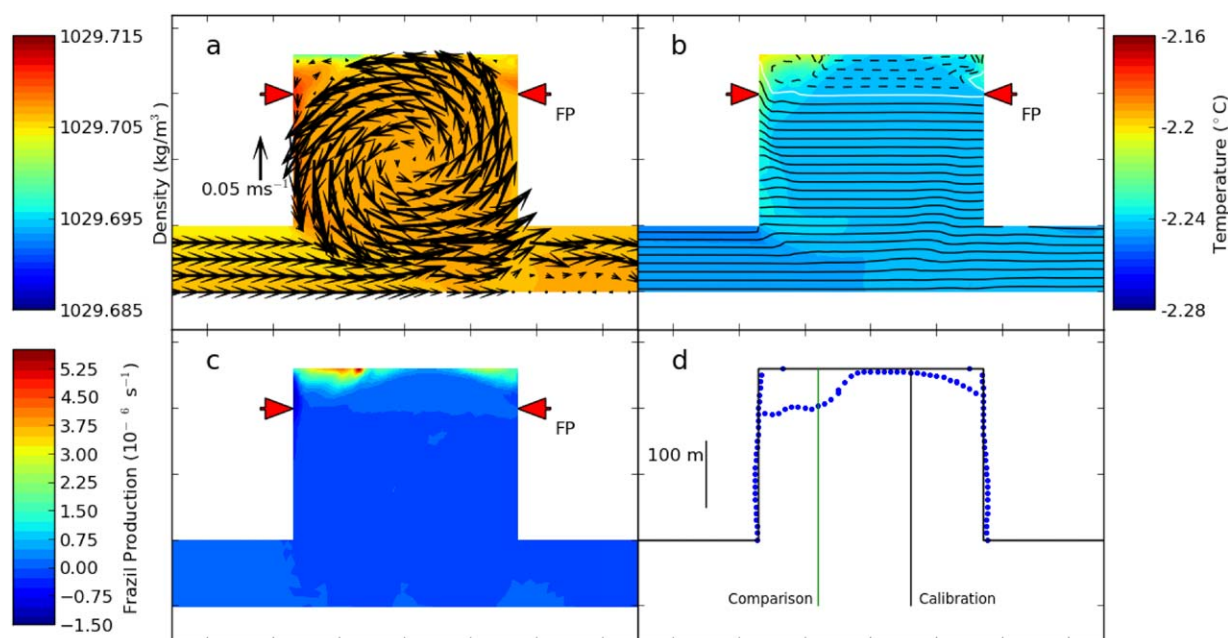 a
b
1029.715
1029.705
1029.695
1029.685
Density (kg/m³)
FP
0.05 ms⁻¹
FP
-2.16
-2.2
-2.24
-2.28
Temperature (°C)
c
d
5.25
4.50
3.75
3.00
2.25
1.50
0.75
0.00
-0.75
-1.50
Frazil Production (10⁻⁶ s⁻¹)
FP
100 m
Comparison
Calibration